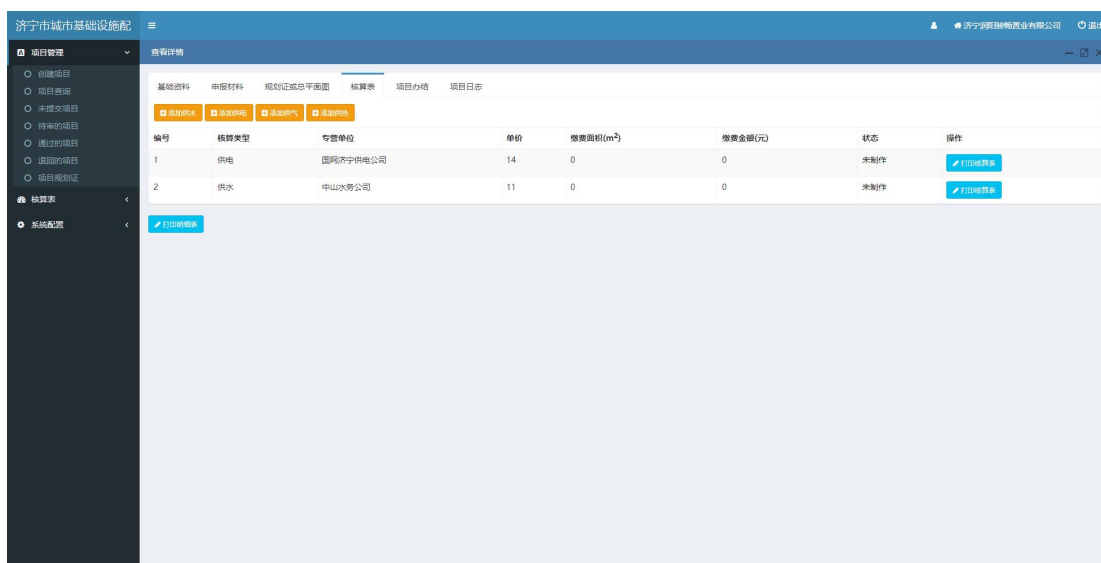 济宁市城市基础设施配
退出
项目管理
查看详情
创建项目
项目查询
未提交项目
待审的项目
通过的项目
退回的项目
项目规划证
核算表
系统配置
基础资料 申报材料 规划证或总平面图 核算表 项目办结 项目日志
添加供水 添加供电 添加供气 添加供热
编号 核算类型 专营单位 单价 缴费面积(m²) 缴费金额(元) 状态 操作
1 供电 国网济宁供电公司 14 0 0 未制作 打印核算表
2 供水 中山水务公司 11 0 0 未制作 打印核算表
打印明细表